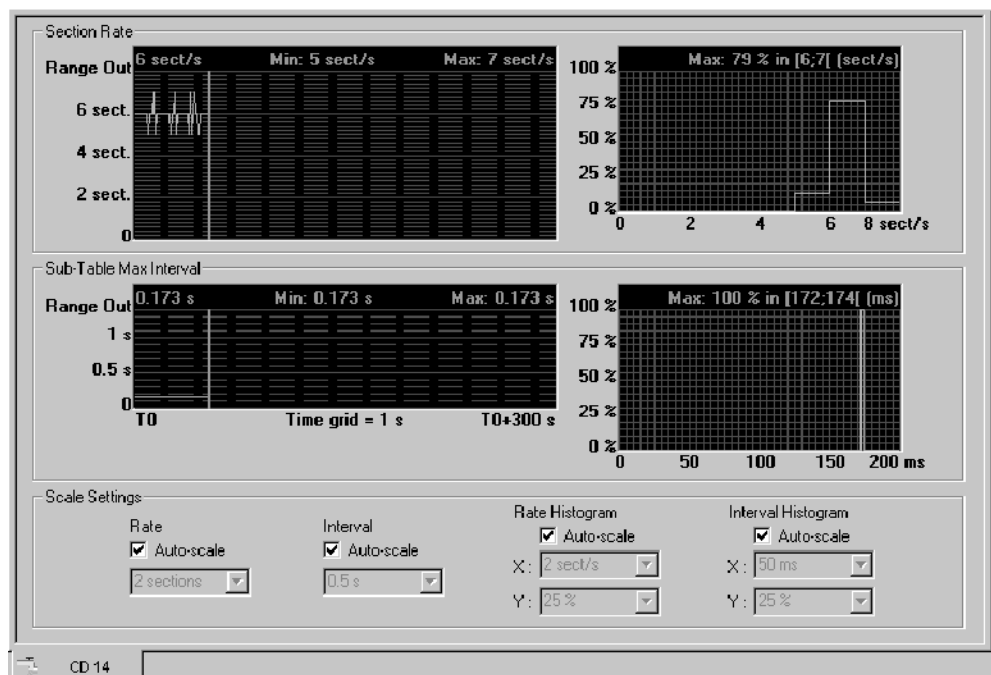 Section Rate
6 sect/s Min: 5 sect/s Max: 7 sect/s
Range Out
6 sect.
4 sect.
2 sect.
0
Max: 79 % in [6;7[ (sect/s)
100 %
75 %
50 %
25 %
0 %
0 2 4 6 8 sect/s
Sub-Table Max Interval
0.173 s Min: 0.173 s Max: 0.173 s
Range Out
1 s
0.5 s
0
T0 Time grid = 1 s T0+300 s
Max: 100 % in [172;174[ (ms)
100 %
75 %
50 %
25 %
0 %
0 50 100 150 200 ms
Scale Settings
Rate
Auto-scale
2 sections
Interval
Auto-scale
0.5 s
Rate Histogram
Auto-scale
X : 2 sect/s
Y : 25 %
Interval Histogram
Auto-scale
X : 50 ms
Y : 25 %
CD 14